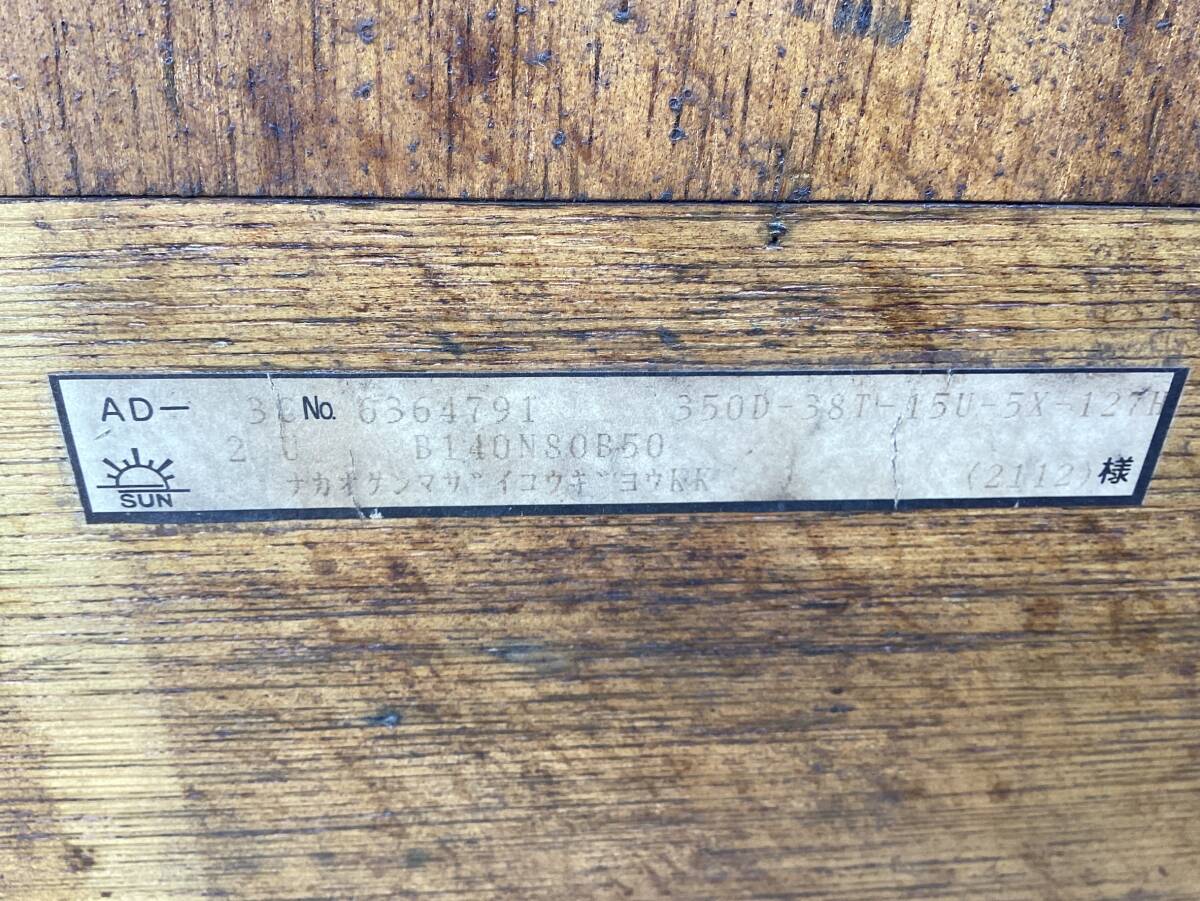 AD- 3C No. 6364791 350D-38T-15U-5X-127H
2 U B140N80B50
SUN ナカオケンザイコウギヨウKK (2112) 様